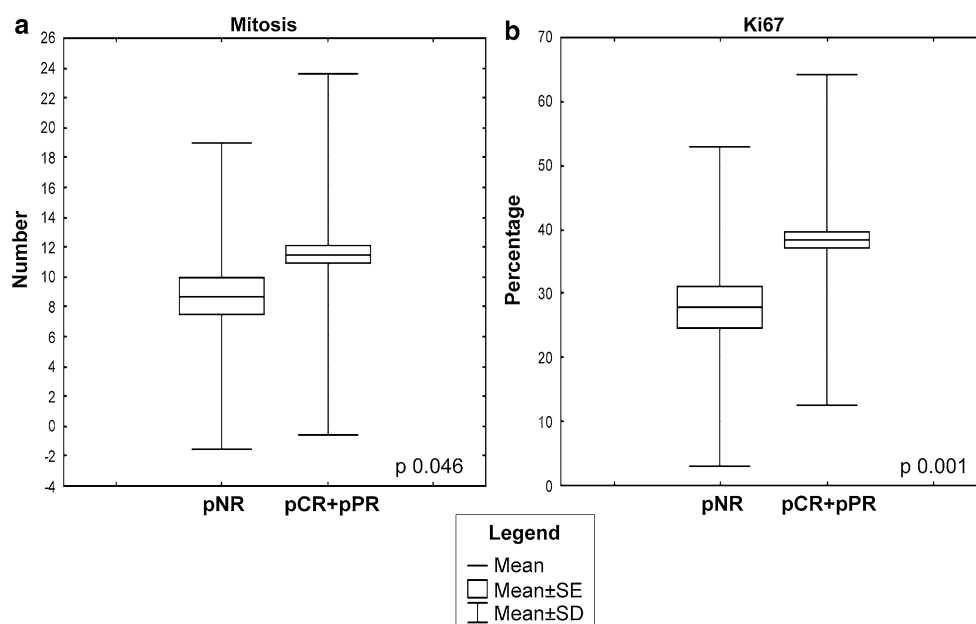 a
Mitosis
Number
26
24
22
20
18
16
14
12
10
8
6
4
2
0
-2
-4
p 0.046
pNR
pCR+pPR
b
Ki67
Percentage
70
60
50
40
30
20
10
0
p 0.001
pNR
pCR+pPR
Legend
Mean
Mean±SE
Mean±SD